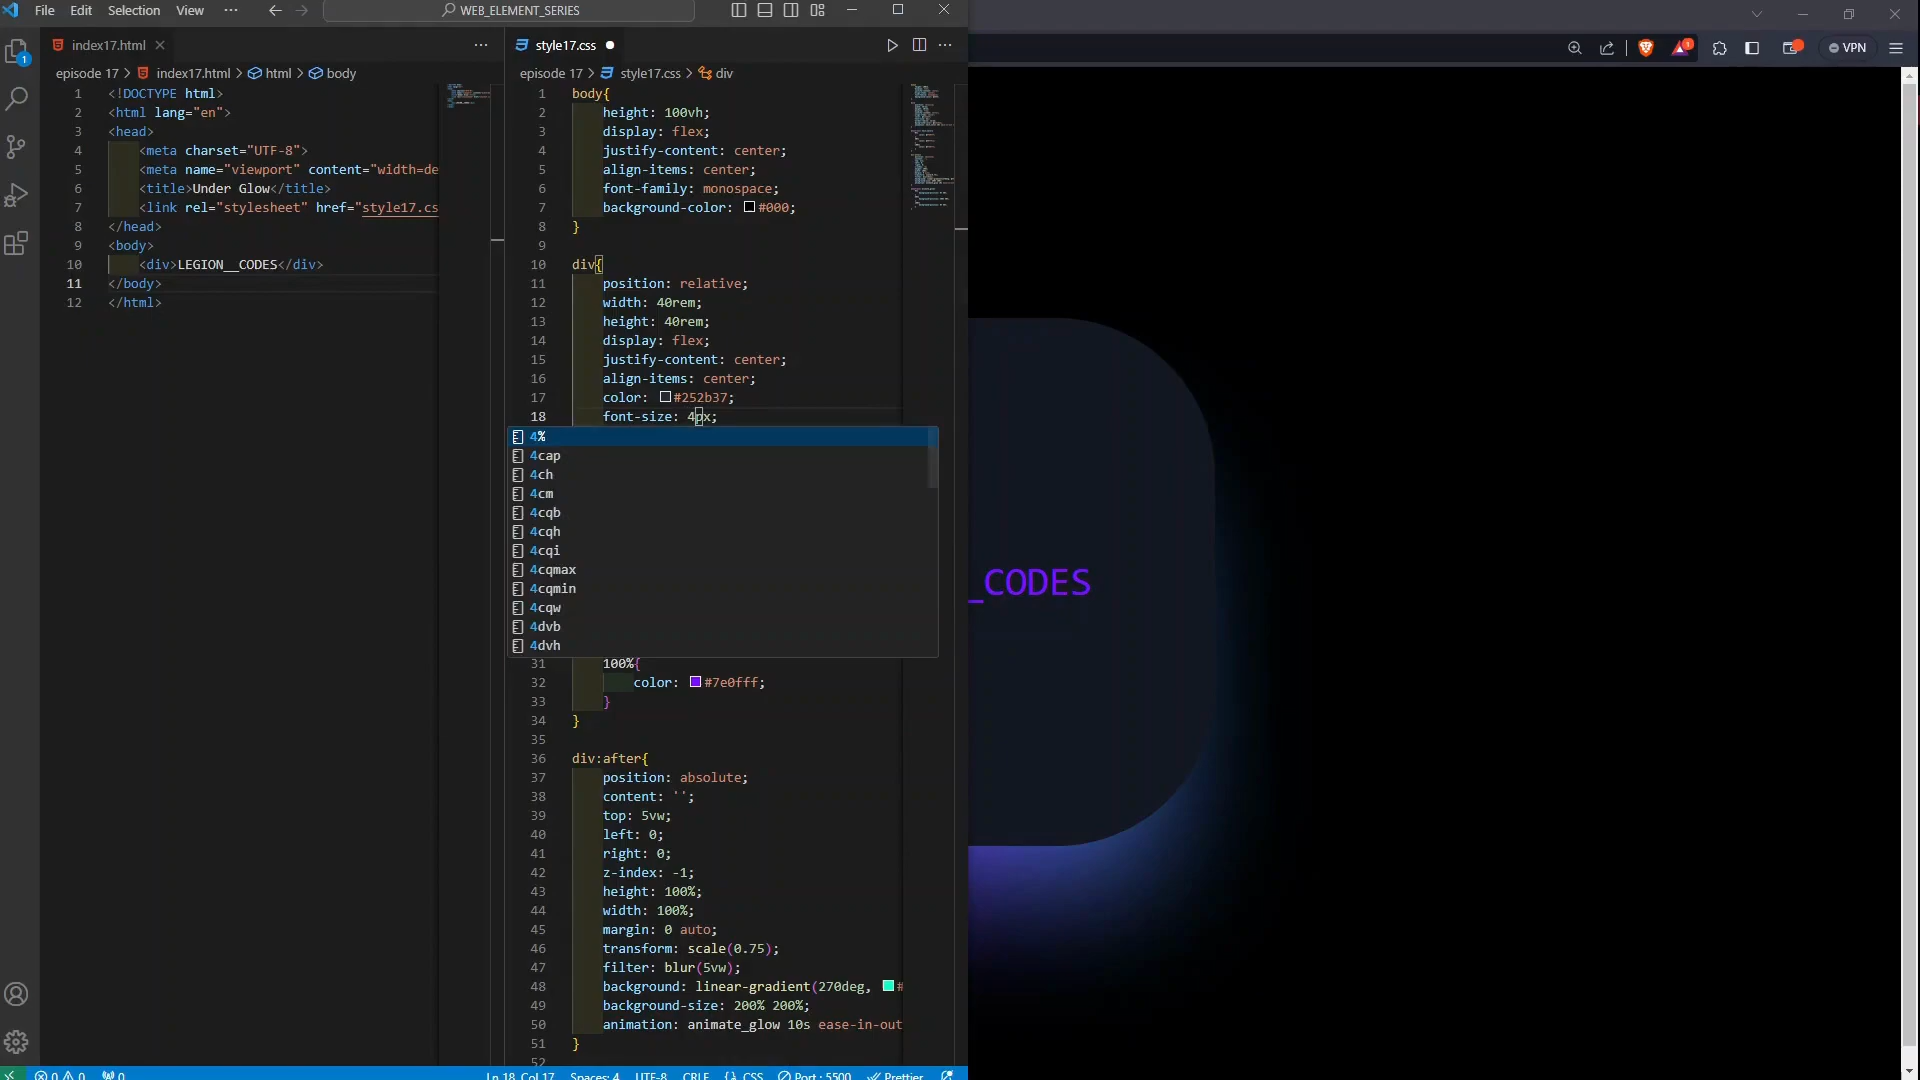 File Edit Selection View ··· WEB_ELEMENT_SERIES
index17.html
episode 17 > index17.html > html > body
1 <!DOCTYPE html>
2 <html lang="en">
3 <head>
4 <meta charset="UTF-8">
5 <meta name="viewport" content="width=de
6 <title>Under Glow</title>
7 <link rel="stylesheet" href="style17.cs
8 </head>
9 <body>
10 <div>LEGION__CODES</div>
11 </body>
12 </html>
style17.css
episode 17 > style17.css > div
1 body{
2 height: 100vh;
3 display: flex;
4 justify-content: center;
5 align-items: center;
6 font-family: monospace;
7 background-color: #000;
8 }
9
10 div{
11 position: relative;
12 width: 40rem;
13 height: 40rem;
14 display: flex;
15 justify-content: center;
16 align-items: center;
17 color: #252b37;
18 font-size: 4px;
4%
4cap
4ch
4cm
4cqb
4cqh
4cqi
4cqmax
4cqmin
4cqw
4dvb
4dvh
31 100%{
32 color: #7e0fff;
33 }
34 }
35
36 div:after{
37 position: absolute;
38 content: '';
39 top: 5vw;
40 left: 0;
41 right: 0;
42 z-index: -1;
43 height: 100%;
44 width: 100%;
45 margin: 0 auto;
46 transform: scale(0.75);
47 filter: blur(5vw);
48 background: linear-gradient(270deg, #
49 background-size: 200% 200%;
50 animation: animate_glow 10s ease-in-out
51 }
52
1
0 0 0 Ln 18, Col 17 Spaces: 4 UTF-8 CRLF {} CSS Port : 5500 Prettier
1 VPN
_CODES